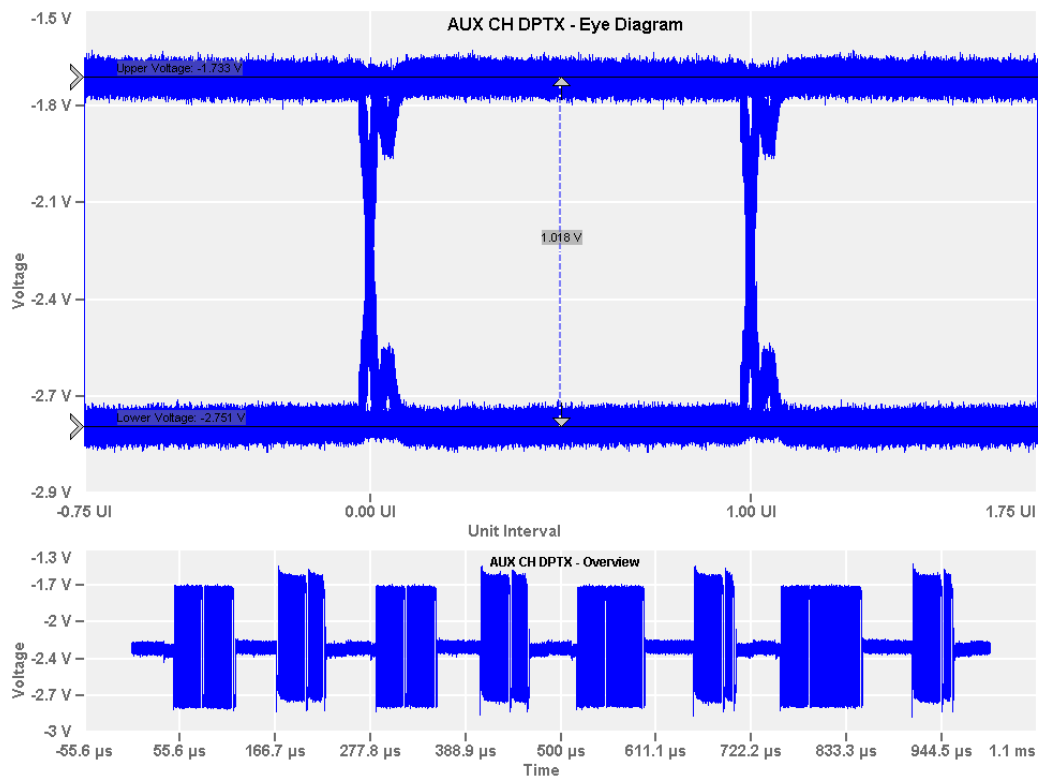 AUX CH DPTX - Eye Diagram
-1.5 V
Upper Voltage: -1.733 V
-1.8 V
-2.1 V
1.018 V
Voltage
-2.4 V
-2.7 V
Lower Voltage: -2.751 V
-2.9 V
-0.75 UI 0.00 UI 1.00 UI 1.75 UI
Unit Interval
AUX CH DPTX - Overview
-1.3 V
-1.7 V
-2 V
Voltage
-2.4 V
-2.7 V
-3 V
-55.6 µs 55.6 µs 166.7 µs 277.8 µs 388.9 µs 500 µs 611.1 µs 722.2 µs 833.3 µs 944.5 µs 1.1 ms
Time